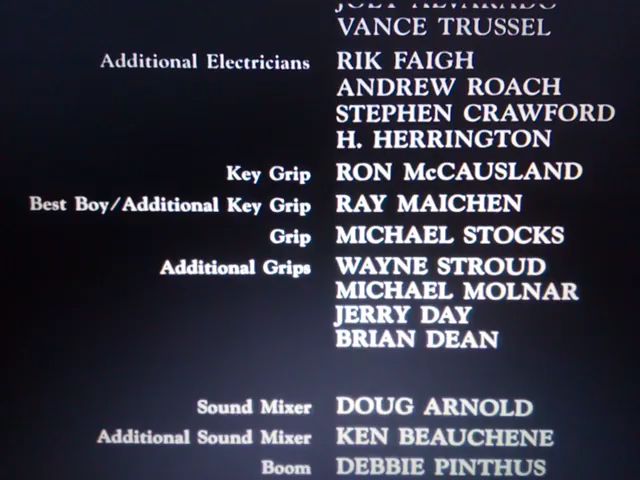 JOEY ALVARADO
VANCE TRUSSEL
Additional Electricians RIK FAIGH
ANDREW ROACH
STEPHEN CRAWFORD
H. HERRINGTON
Key Grip RON McCAUSLAND
Best Boy/Additional Key Grip RAY MAICHEN
Grip MICHAEL STOCKS
Additional Grips WAYNE STROUD
MICHAEL MOLNAR
JERRY DAY
BRIAN DEAN
Sound Mixer DOUG ARNOLD
Additional Sound Mixer KEN BEAUCHENE
Boom DEBBIE PINTHUS